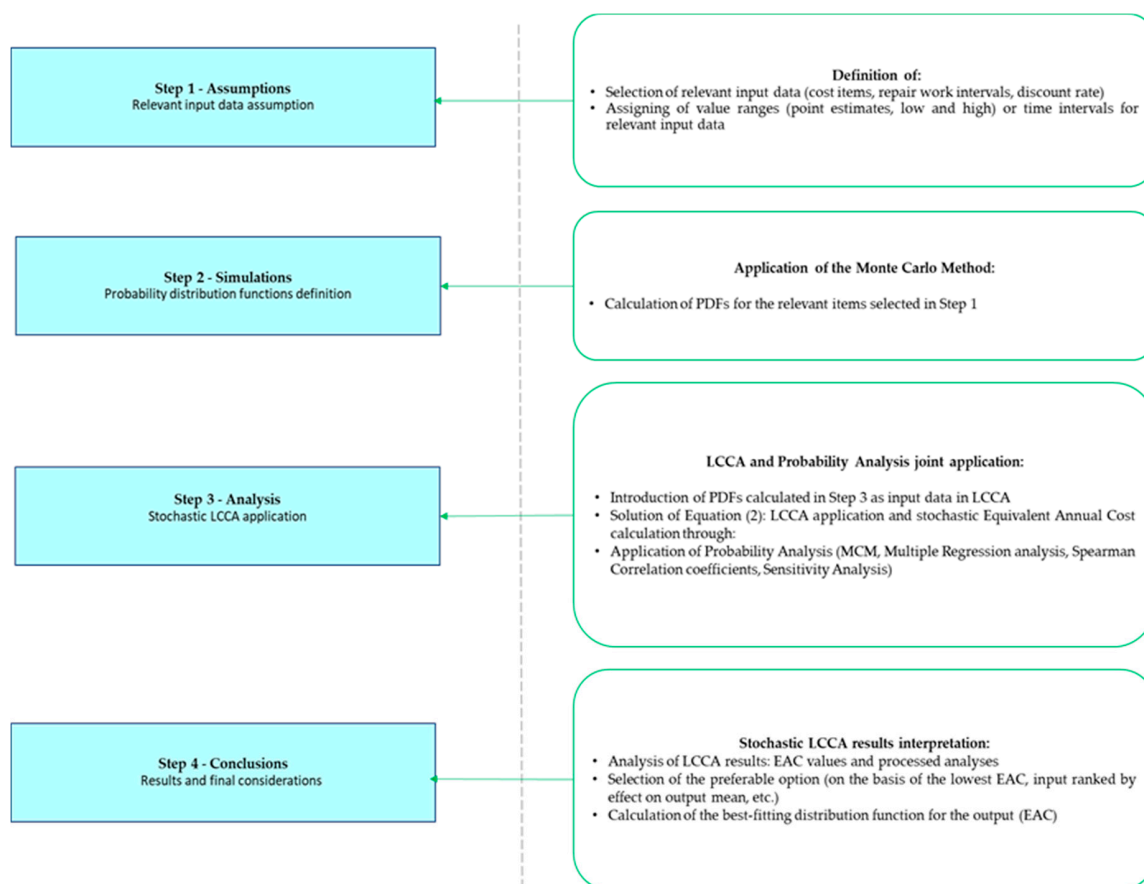 Step 1 - Assumptions
Relevant input data assumption
Definition of:
• Selection of relevant input data (cost items, repair work intervals, discount rate)
• Assigning of value ranges (point estimates, low and high) or time intervals for
relevant input data
Step 2 - Simulations
Probability distribution functions definition
Application of the Monte Carlo Method:
• Calculation of PDFs for the relevant items selected in Step 1
Step 3 - Analysis
Stochastic LCCA application
LCCA and Probability Analysis joint application:
• Introduction of PDFs calculated in Step 3 as input data in LCCA
• Solution of Equation (2): LCCA application and stochastic Equivalent Annual Cost
calculation through:
• Application of Probability Analysis (MCM, Multiple Regression analysis, Spearman
Correlation coefficients, Sensitivity Analysis)
Step 4 - Conclusions
Results and final considerations
Stochastic LCCA results interpretation:
• Analysis of LCCA results: EAC values and processed analyses
• Selection of the preferable option (on the basis of the lowest EAC, input ranked by
effect on output mean, etc.)
• Calculation of the best-fitting distribution function for the output (EAC)